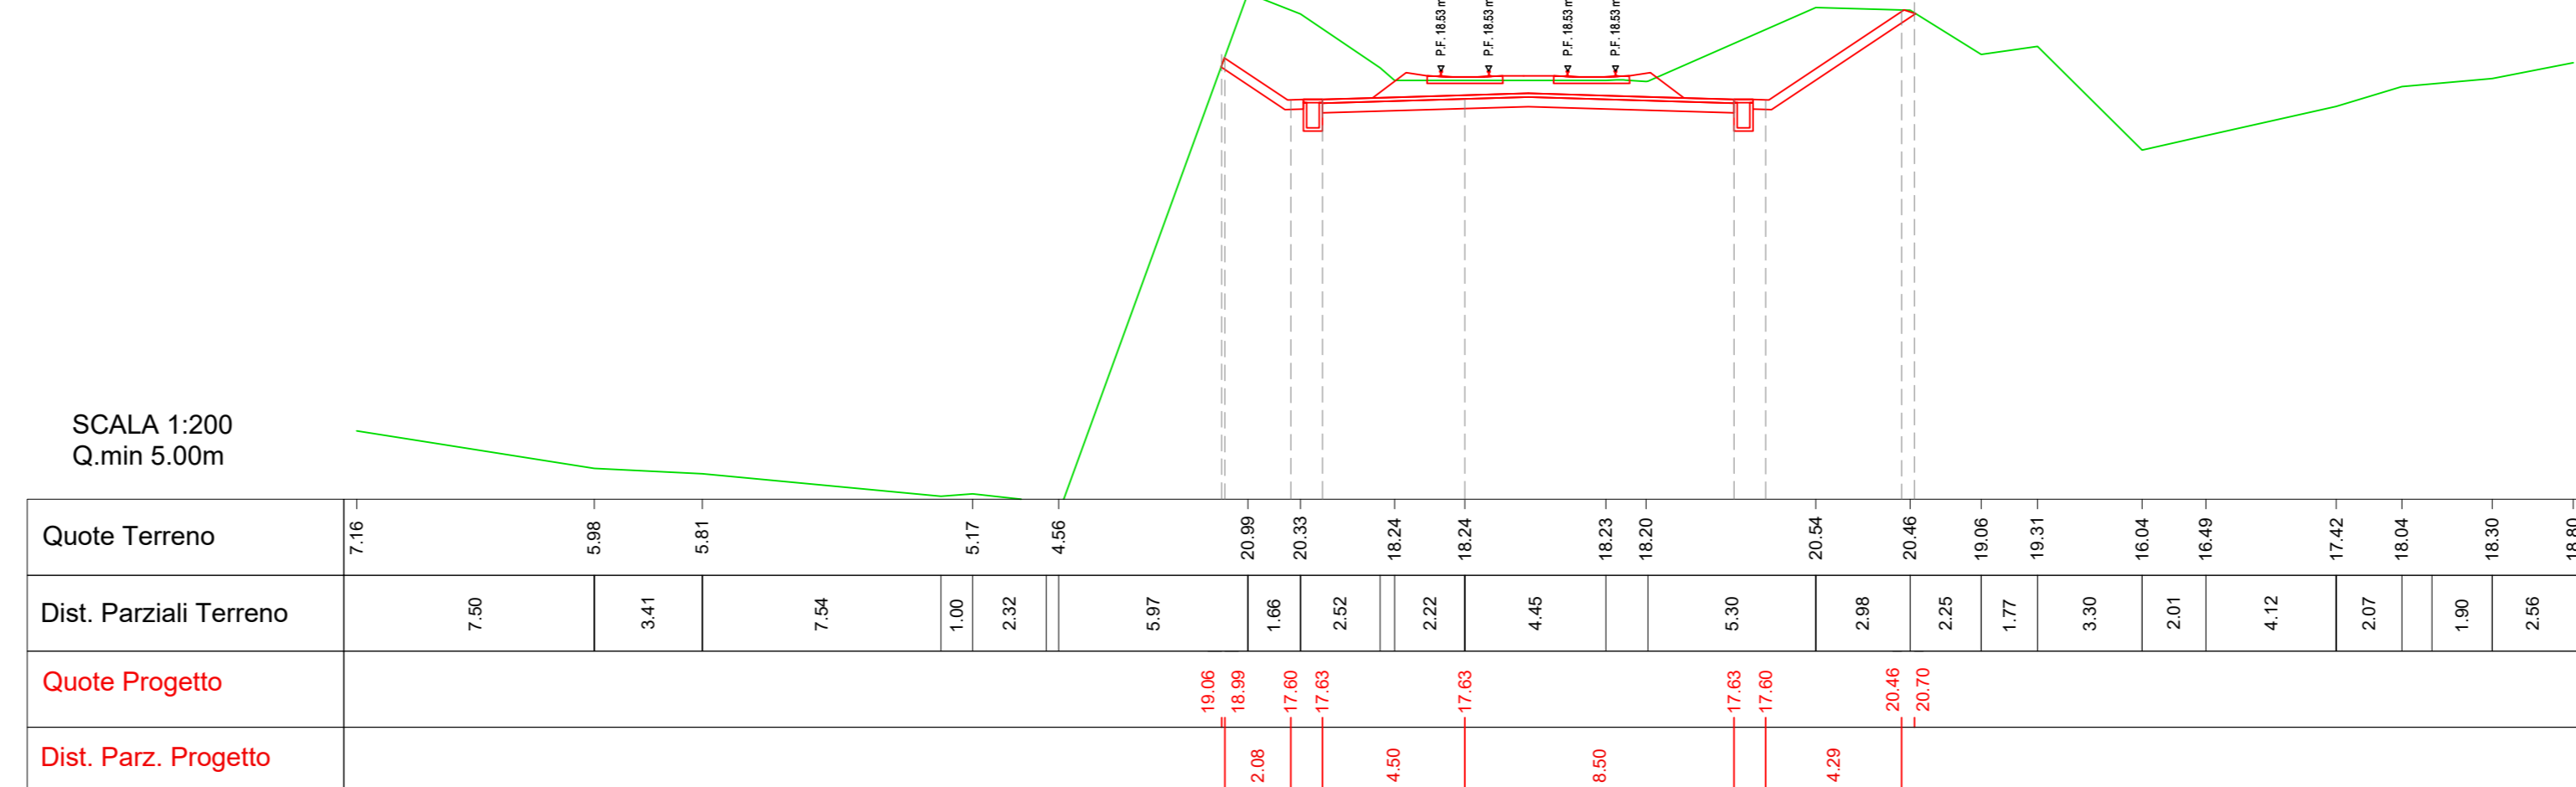 P.F. 18.53 m P.F. 18.53 m P.F. 18.53 m P.F. 18.53 m
SCALA 1:200
Q.min 5.00m
Quote Terreno 7.16 5.98 5.81 5.17 4.56 20.99 20.33 18.24 18.24 18.23 18.20 20.54 20.46 19.06 19.31 16.04 16.49 17.42 18.04 18.30 18.80
Dist. Parziali Terreno 7.50 3.41 7.54 1.00 2.32 5.97 1.66 2.52 2.22 4.45 5.30 2.98 2.25 1.77 3.30 2.01 4.12 2.07 1.90 2.56
Quote Progetto 19.06 18.99 17.60 17.63 17.63 17.63 17.60 20.46 20.70
Dist. Parz. Progetto 2.08 4.50 8.50 4.29